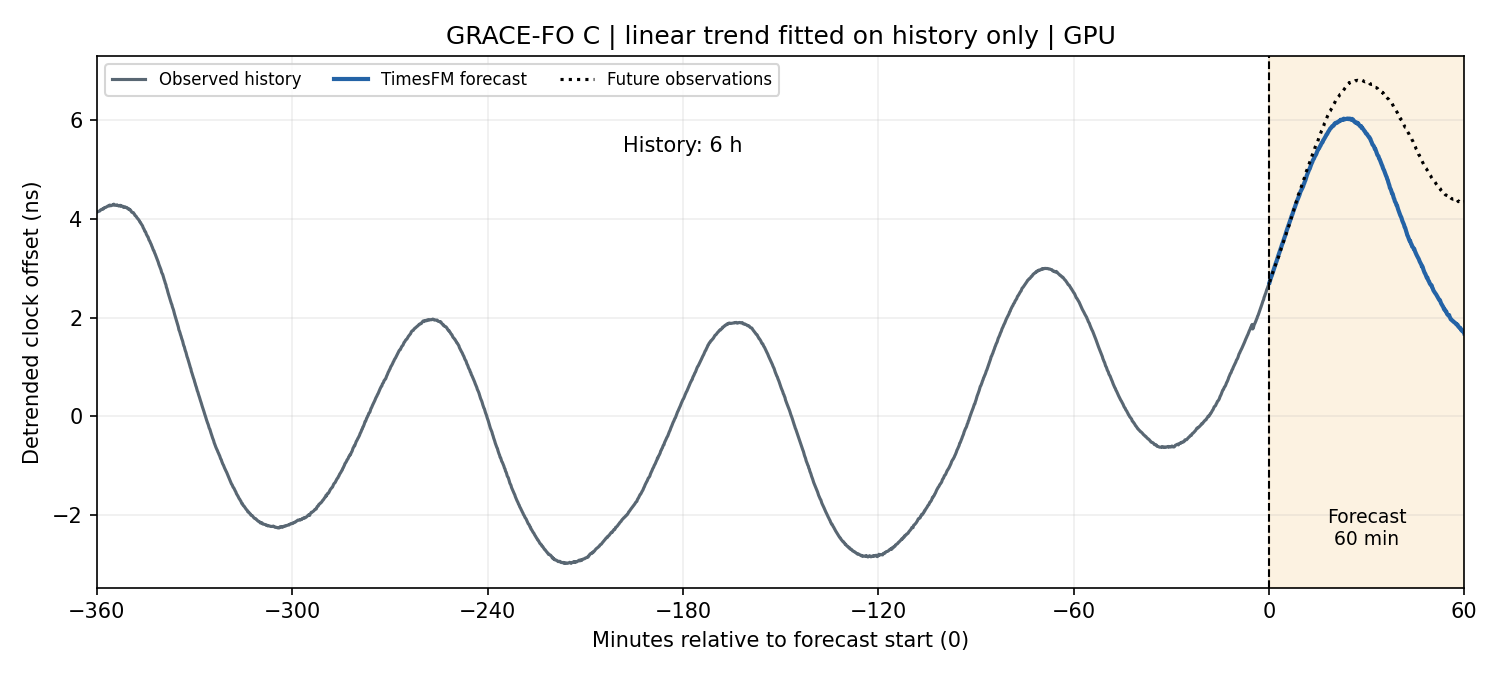 GRACE-FO C | linear trend fitted on history only | GPU
Observed history
TimesFM forecast
Future observations
History: 6 h
Forecast
60 min
Detrended clock offset (ns)
6
4
2
0
−2
−360
−300
−240
−180
−120
−60
0
60
Minutes relative to forecast start (0)